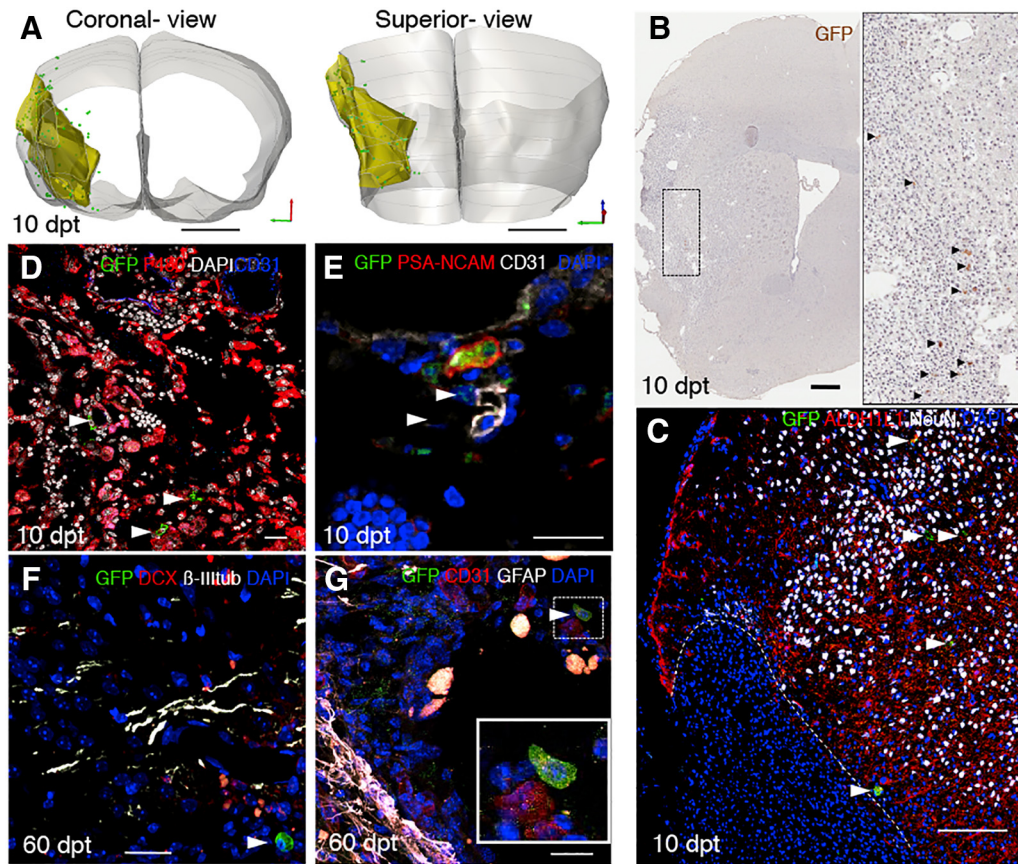 A
Coronal- view
Superior- view
10 dpt
B
GFP
10 dpt
D
GFP F480 DAPI CD31
10 dpt
E
GFP PSA-NCAM CD31 DAPI
10 dpt
C
GFP ALDH1L1 NeuN DAPI
10 dpt
F
GFP DCX ß-IIItub DAPI
60 dpt
G
GFP CD31 GFAP DAPI
60 dpt